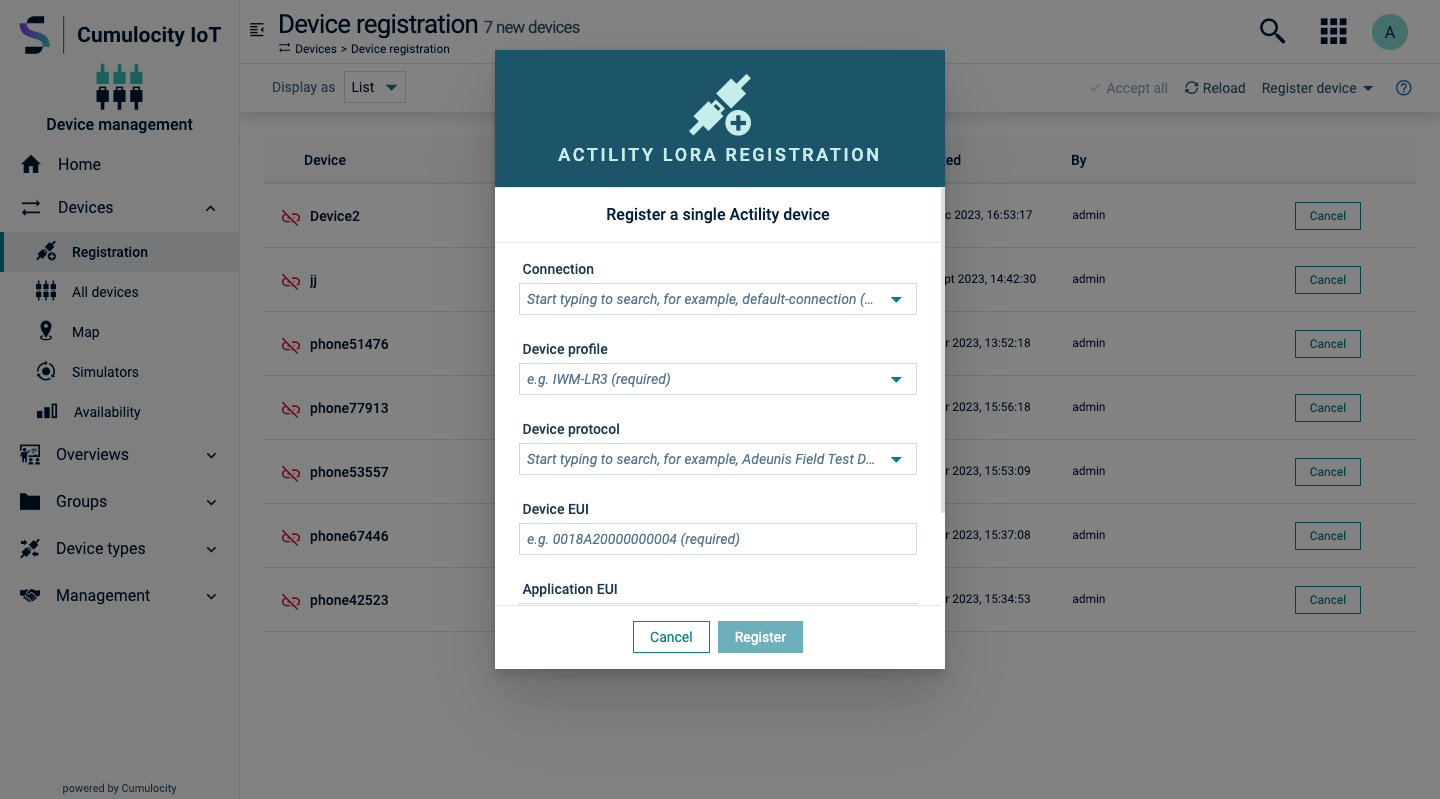 Cumulocity IoT
Device management
Home
Devices
Registration
All devices
Map
Simulators
Availability
Overviews
Groups
Device types
Management
powered by Cumulocity
Device registration 7 new devices
Devices > Device registration
A
Display as List
Accept all Reload Register device
Device ed By
Device2 c 2023, 16:53:17 admin Cancel
jj pt 2023, 14:42:30 admin Cancel
phone51476 r 2023, 13:52:18 admin Cancel
phone77913 r 2023, 15:56:18 admin Cancel
phone53557 r 2023, 15:53:09 admin Cancel
phone67446 r 2023, 15:37:08 admin Cancel
phone42523 r 2023, 15:34:53 admin Cancel
ACTILITY LORA REGISTRATION
Register a single Actility device
Connection
Start typing to search, for example, default-connection (...
Device profile
e.g. IWM-LR3 (required)
Device protocol
Start typing to search, for example, Adeunis Field Test D...
Device EUI
e.g. 0018A20000000004 (required)
Application EUI
Cancel Register